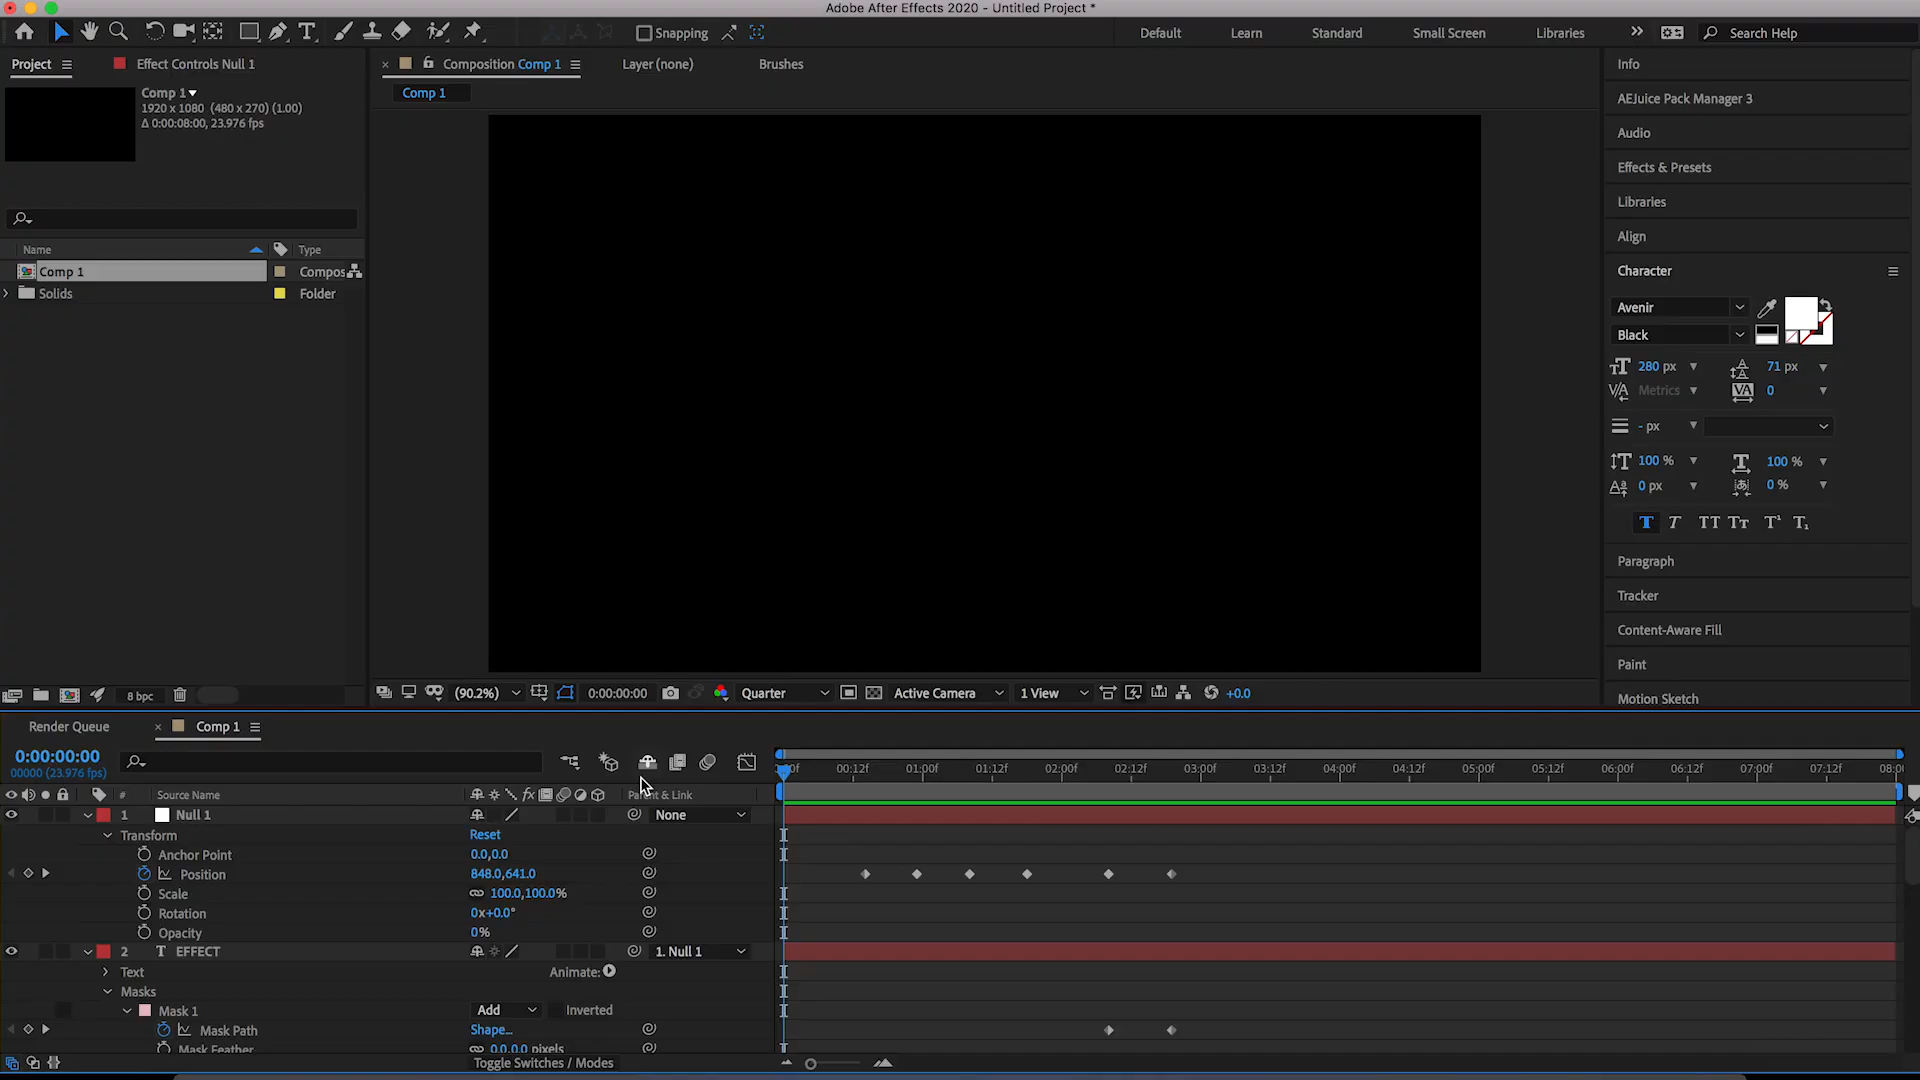 Adobe After Effects 2020 - Untitled Project *
Snapping
Default
Learn
Standard
Small Screen
Libraries
Search Help
Project
Effect Controls Null 1
Composition Comp 1
Layer (none)
Brushes
Comp 1
Comp 1
1920 x 1080 (480 x 270) (1.00)
Δ 0:00:08:00, 23.976 fps
Name
Type
Comp 1
Compos
Solids
Folder
8 bpc
(90.2%)
0:00:00:00
Quarter
Active Camera
1 View
+0.0
Info
AEJuice Pack Manager 3
Audio
Effects & Presets
Libraries
Align
Character
Avenir
Black
280 px
71 px
Metrics
0
- px
100 %
100 %
0 px
0 %
Paragraph
Tracker
Content-Aware Fill
Paint
Motion Sketch
Render Queue
Comp 1
0:00:00:00
00000 (23.976 fps)
00:12f
01:00f
01:12f
02:00f
02:12f
03:00f
03:12f
04:00f
04:12f
05:00f
05:12f
06:00f
06:12f
07:00f
07:12f
08:0
#
Source Name
Parent & Link
1
Null 1
None
Transform
Reset
Anchor Point
0.0,0.0
Position
848.0,641.0
Scale
100.0,100.0%
Rotation
0x+0.0°
Opacity
0%
2
T
EFFECT
1. Null 1
Text
Animate:
Masks
Mask 1
Add
Inverted
Mask Path
Shape...
Mask Feather
0.0,0.0 pixels
Toggle Switches / Modes